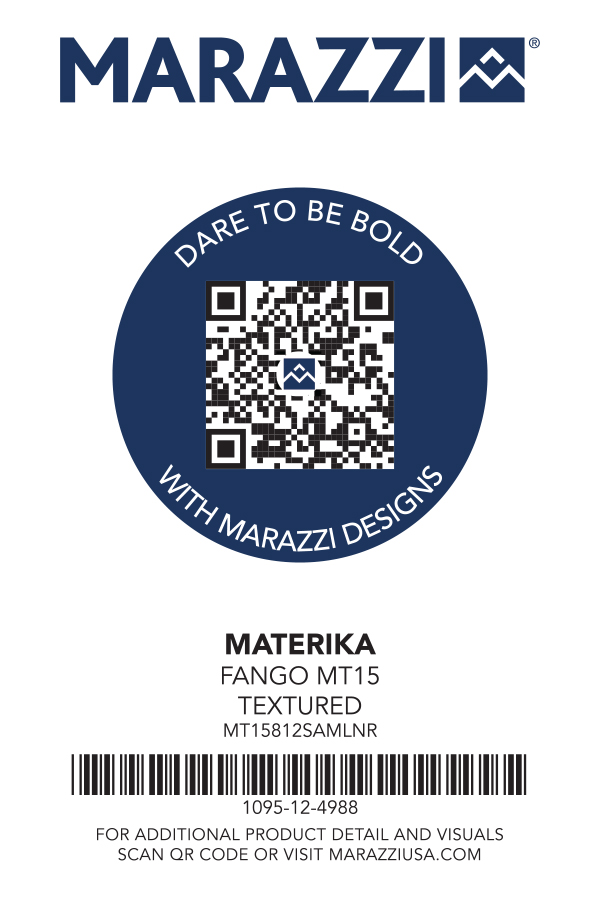 MARAZZI®
DARE TO BE BOLD
WITH MARAZZI DESIGNS
MATERIKA
FANGO MT15
TEXTURED
MT15812SAMLNR
1095-12-4988
FOR ADDITIONAL PRODUCT DETAIL AND VISUALS
SCAN QR CODE OR VISIT MARAZZIUSA.COM